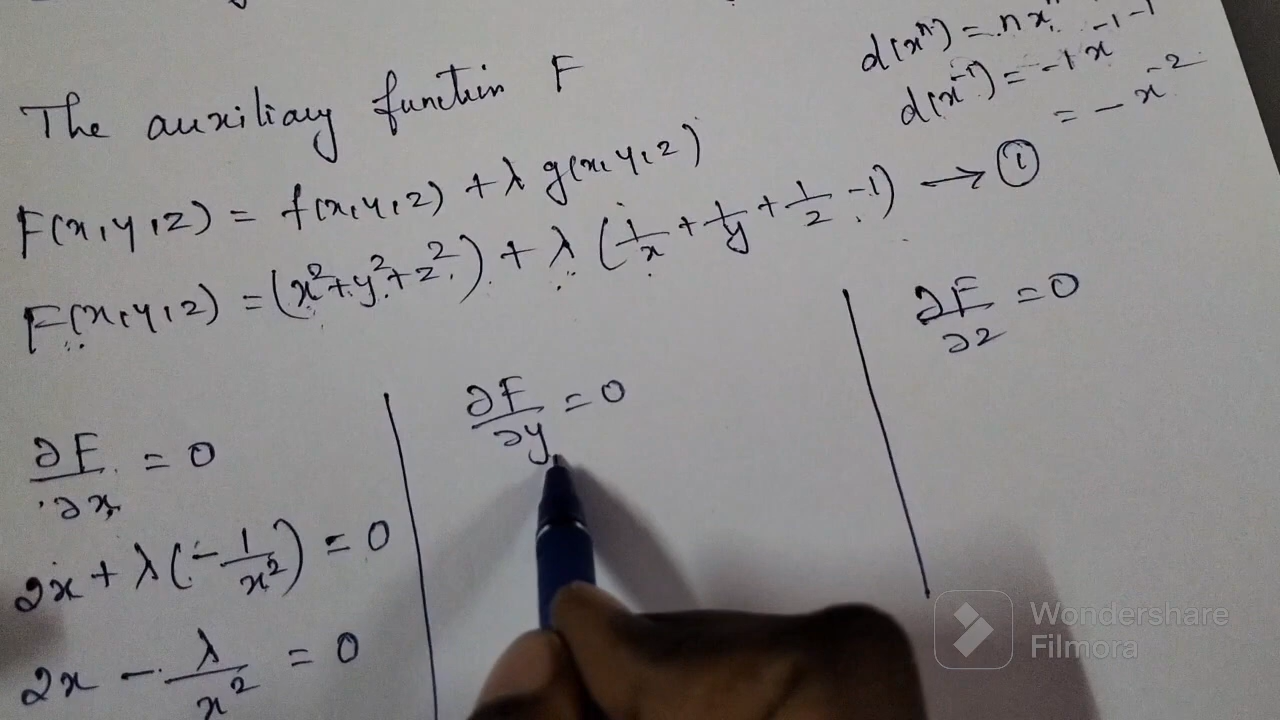 d(xⁿ) = nxⁿ⁻¹
d(x⁻¹) = -1 x⁻¹⁻¹
= - x⁻²
The auxiliary function F
F(x,y,z) = f(x,y,z) + λ g(x,y,z)
F(x,y,z) = (x²+y²+z²) + λ (1/x + 1/y + 1/z - 1) → ①
∂F/∂x = 0
2x + λ(-1/x²) = 0
2x - λ/x² = 0
∂F/∂y = 0
∂F/∂z = 0
Wondershare
Filmora